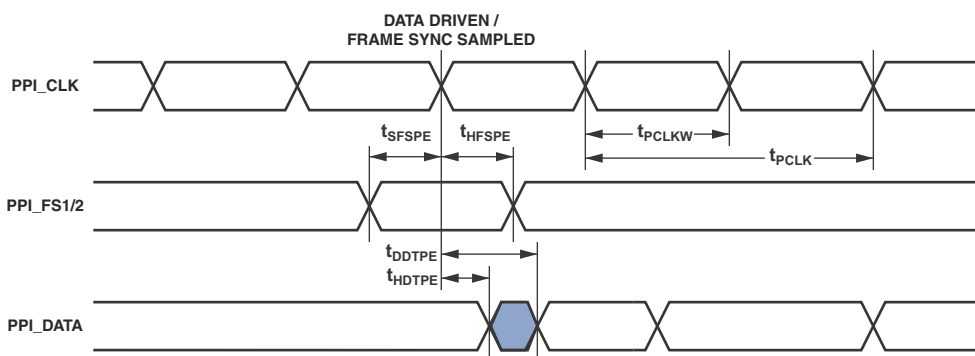 DATA DRIVEN /
FRAME SYNC SAMPLED
PPI_CLK
tSFSPE
tHFSPE
tPCLKW
tPCLK
PPI_FS1/2
tDDTPE
tHDTPE
PPI_DATA